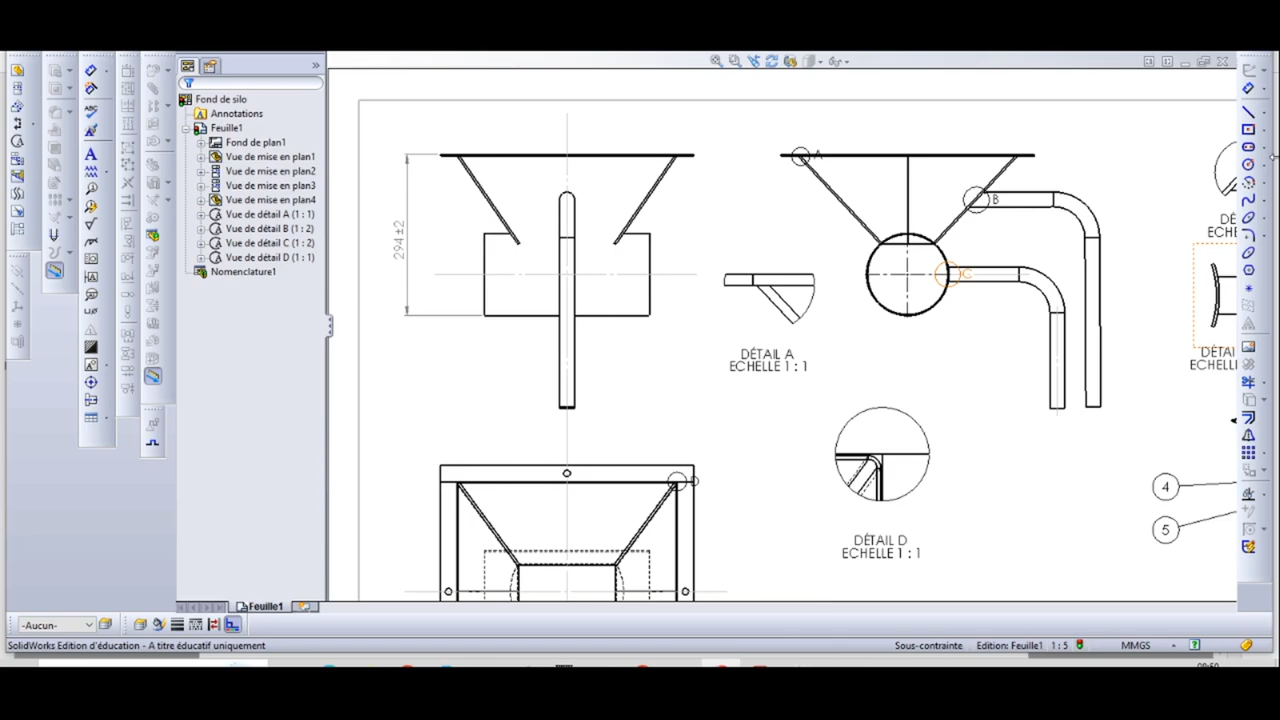 Fond de silo
Annotations
Feuille1
Fond de plan1
Vue de mise en plan1
Vue de mise en plan2
Vue de mise en plan3
Vue de mise en plan4
Vue de détail A (1 : 1)
Vue de détail B (1 : 2)
Vue de détail C (1 : 2)
Vue de détail D (1 : 1)
Nomenclature1
294±2
A
B
C
DÉTAIL A
ECHELLE 1 : 1
D
DÉTAIL D
ECHELLE 1 : 1
4
5
Feuille1
-Aucun-
SolidWorks Edition d'éducation - A titre éducatif uniquement
Sous-contrainte
Edition: Feuille1
1 : 5
MMGS